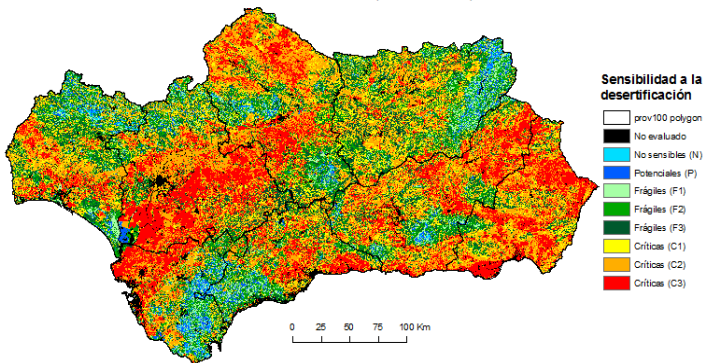 Sensibilidad a la
desertificación
prov100 polygon
No evaluado
No sensibles (N)
Potenciales (P)
Frágiles (F1)
Frágiles (F2)
Frágiles (F3)
Críticas (C1)
Críticas (C2)
Críticas (C3)
0 25 50 75 100 Km